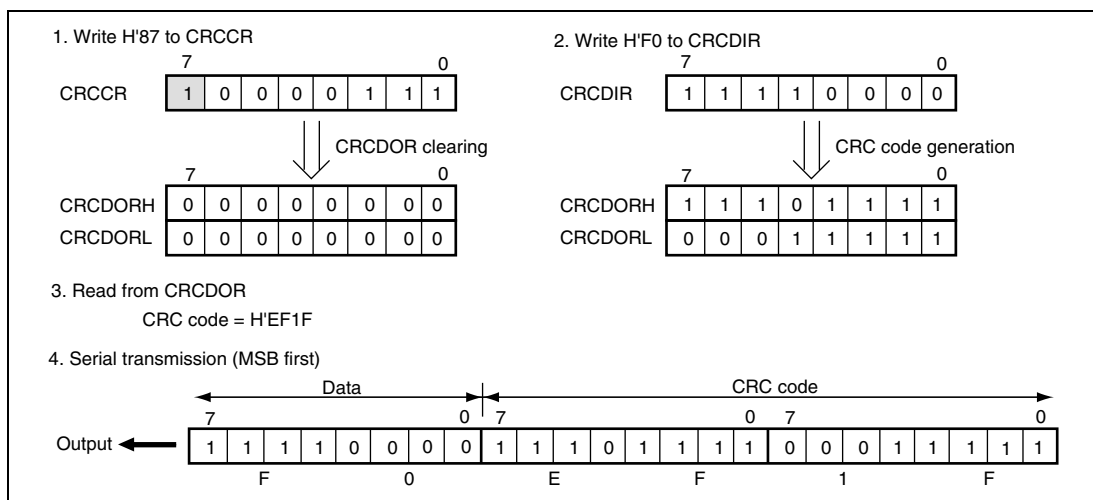 1. Write H'87 to CRCCR
7 0
CRCCR 1 0 0 0 0 1 1 1
CRCDOR clearing
7 0
CRCDORH 0 0 0 0 0 0 0 0
CRCDORL 0 0 0 0 0 0 0 0
2. Write H'F0 to CRCDIR
7 0
CRCDIR 1 1 1 1 0 0 0 0
CRC code generation
7 0
CRCDORH 1 1 1 0 1 1 1 1
CRCDORL 0 0 0 1 1 1 1 1
3. Read from CRCDOR
CRC code = H'EF1F
4. Serial transmission (MSB first)
Data CRC code
7 0 7 0 7 0
Output 1 1 1 1 0 0 0 0 1 1 1 0 1 1 1 1 0 0 0 1 1 1 1 1
F 0 E F 1 F